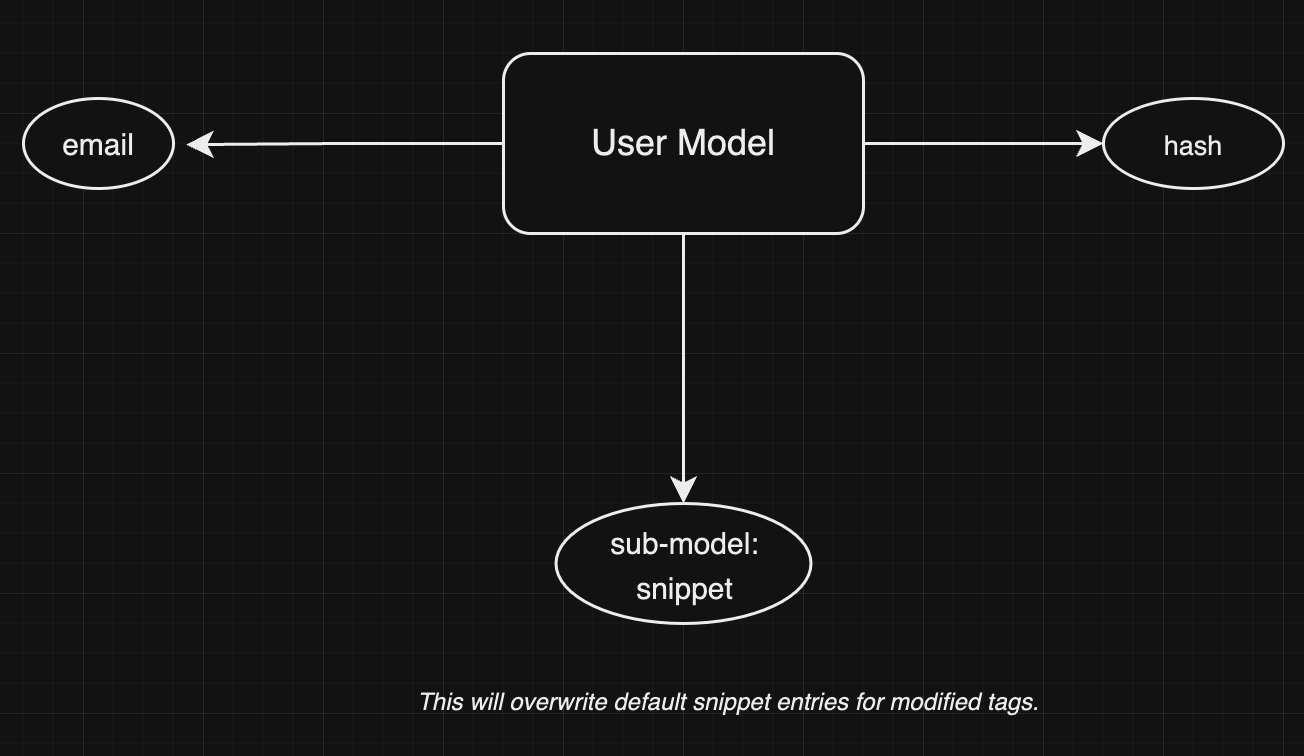 User Model
email
hash
sub-model:
snippet
This will overwrite default snippet entries for modified tags.